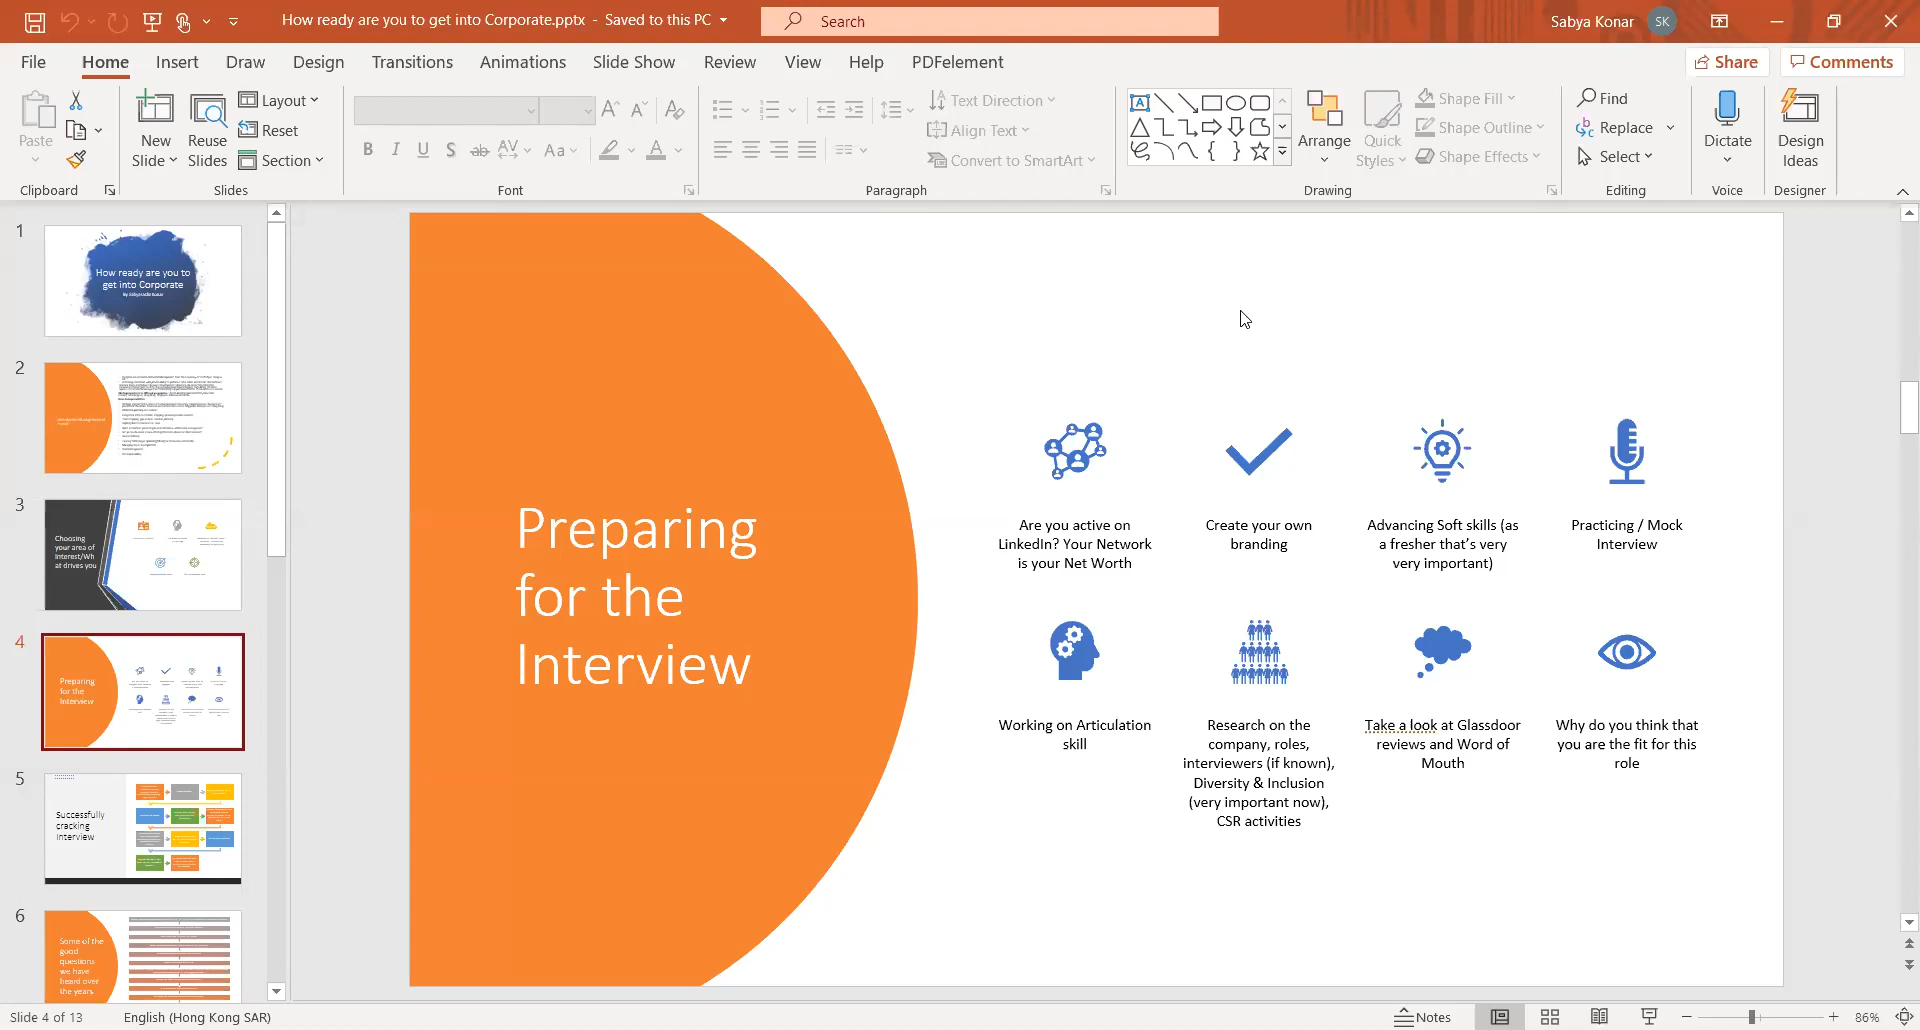 How ready are you to get into Corporate.pptx - Saved to this PC
Search
Sabya Konar SK
File Home Insert Draw Design Transitions Animations Slide Show Review View Help PDFelement
Share Comments
Paste
New Slide
Reuse Slides
Layout
Reset
Section
B I U S ab AV Aa A
Text Direction
Align Text
Convert to SmartArt
Arrange
Quick Styles
Shape Fill
Shape Outline
Shape Effects
Find
Replace
Select
Dictate
Design Ideas
Clipboard Slides Font Paragraph Drawing Editing Voice Designer
1
How ready are you to
get into Corporate
2
3
Choosing
your area of
Interest/Wh
at drives you
4
Preparing
for the
Interview
5
Successfully
cracking
Interview
6
Some of the
good
questions
we have
heard over
the years
Preparing
for the
Interview
Are you active on
LinkedIn? Your Network
is your Net Worth
Create your own
branding
Advancing Soft skills (as
a fresher that's very
very important)
Practicing / Mock
Interview
Working on Articulation
skill
Research on the
company, roles,
interviewers (if known),
Diversity & Inclusion
(very important now),
CSR activities
Take a look at Glassdoor
reviews and Word of
Mouth
Why do you think that
you are the fit for this
role
Slide 4 of 13 English (Hong Kong SAR) Notes 86%